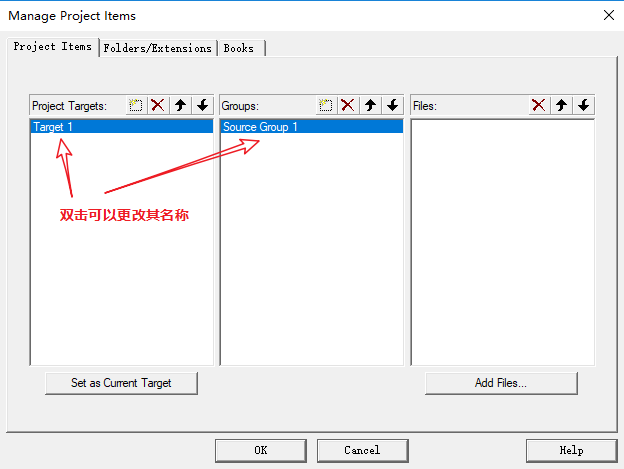 Manage Project Items
Project Items
Folders/Extensions
Books
Project Targets:
Groups:
Files:
Target 1
Source Group 1
双击可以更改其名称
Set as Current Target
Add Files...
OK
Cancel
Help